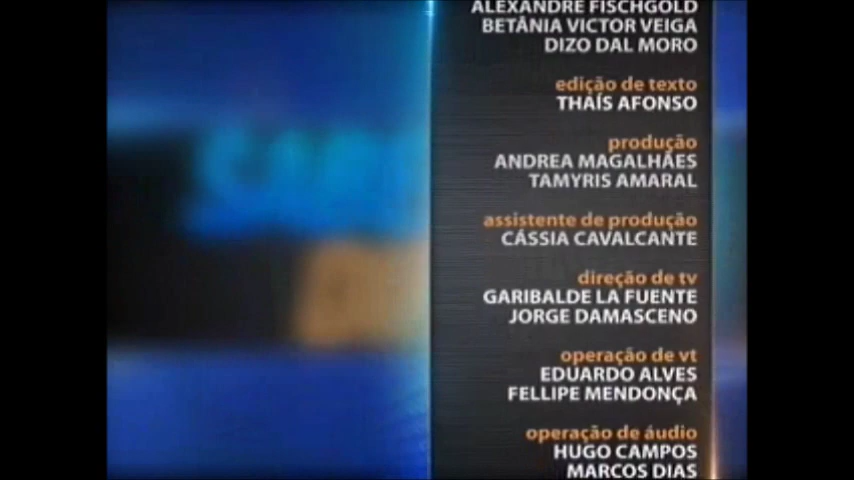 ALEXANDRE FISCHGOLD
BETÂNIA VICTOR VEIGA
DIZO DAL MORO
edição de texto
THAÍS AFONSO
produção
ANDREA MAGALHÃES
TAMYRIS AMARAL
assistente de produção
CÁSSIA CAVALCANTE
direção de tv
GARIBALDE LA FUENTE
JORGE DAMASCENO
operação de vt
EDUARDO ALVES
FELLIPE MENDONÇA
operação de áudio
HUGO CAMPOS
MARCOS DIAS